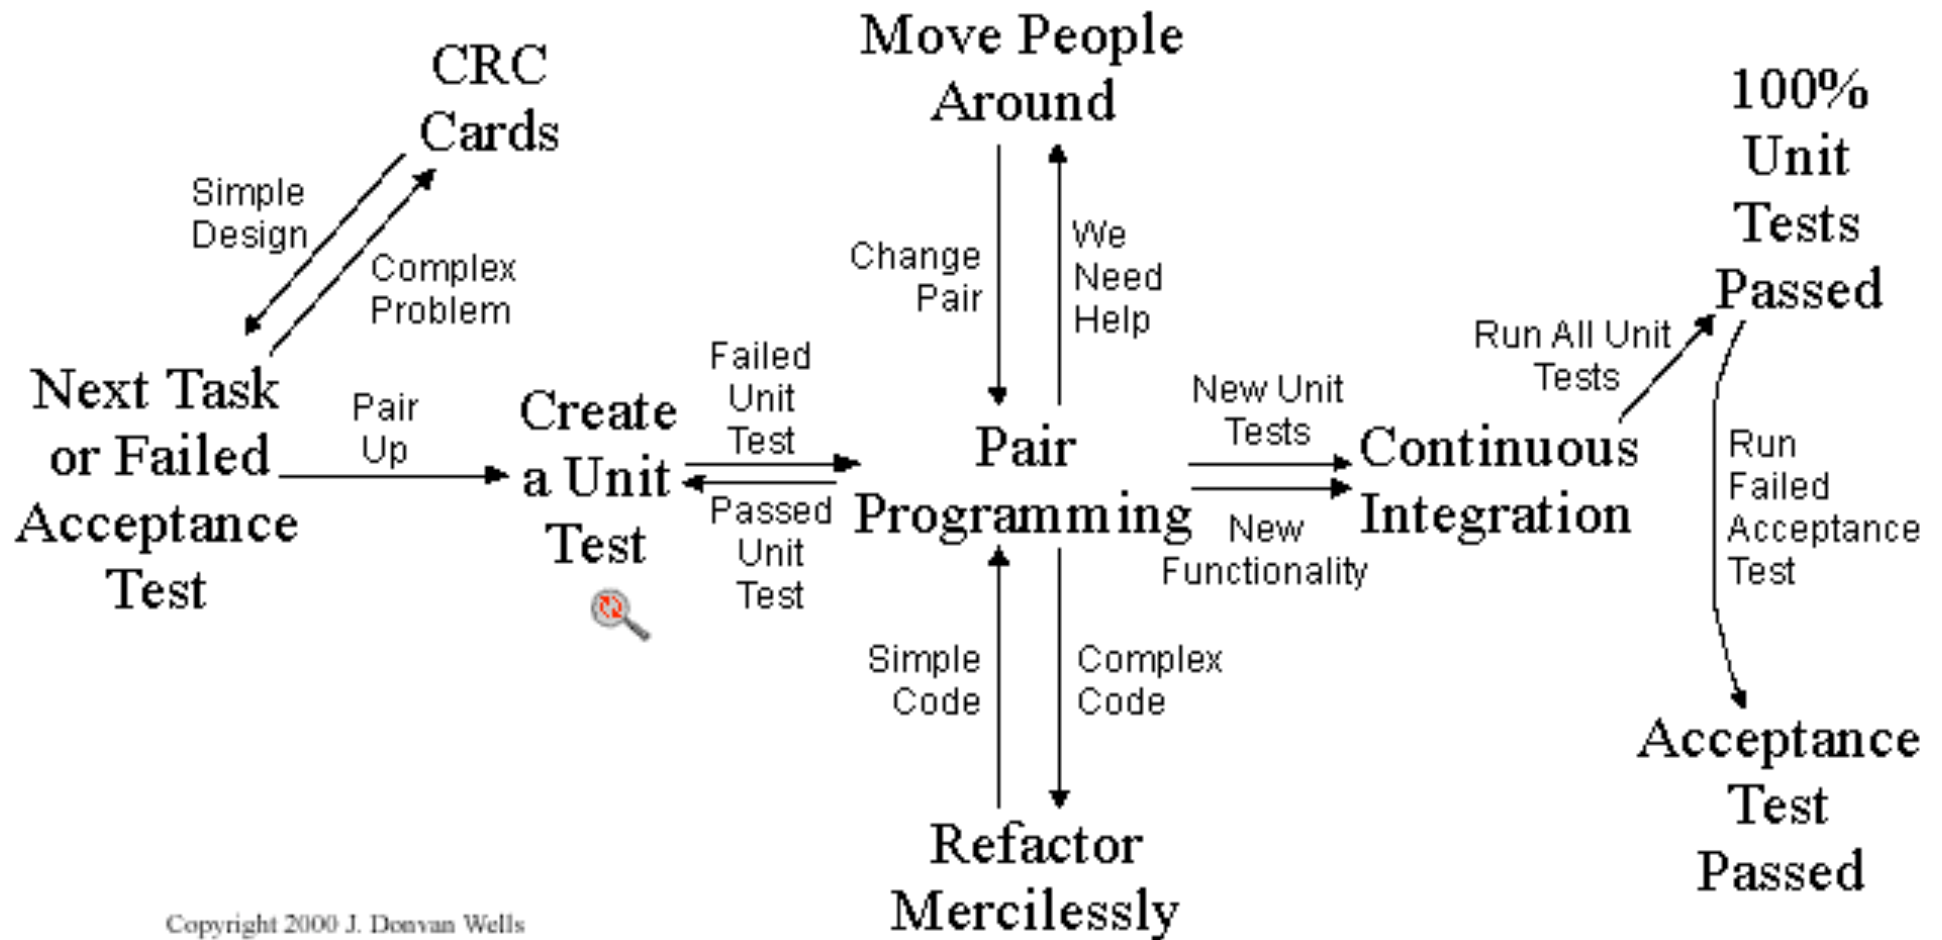 CRC
Cards
Simple
Design
Complex
Problem
Next Task
or Failed
Acceptance
Test
Pair
Up
Create
a Unit
Test
Failed
Unit
Test
Passed
Unit
Test
Move People
Around
Change
Pair
We
Need
Help
Pair
Programming
Simple
Code
Complex
Code
Refactor
Mercilessly
New Unit
Tests
New
Functionality
Continuous
Integration
Run All Unit
Tests
100%
Unit
Tests
Passed
Run
Failed
Acceptance
Test
Acceptance
Test
Passed
Copyright 2000 J. Donvan Wells